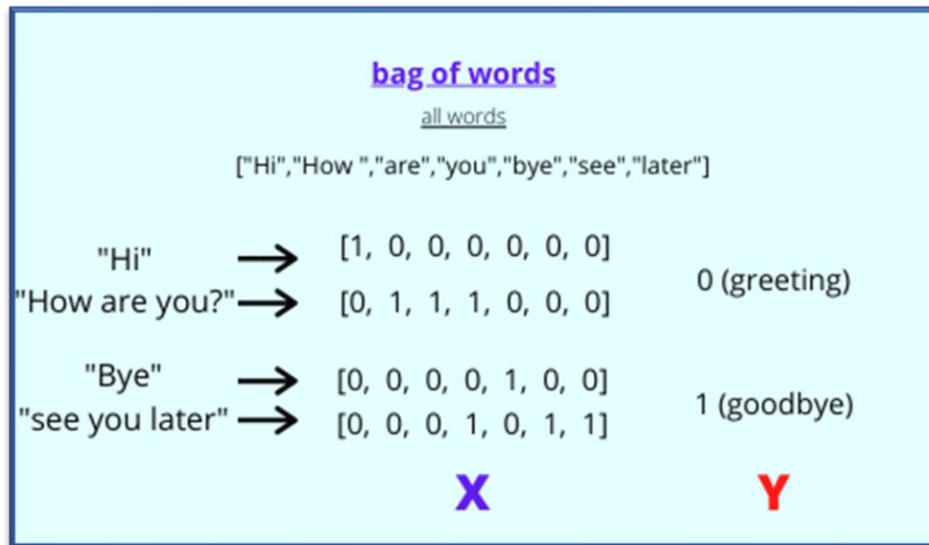 bag of words
all words
["Hi","How ","are","you","bye","see","later"]
"Hi" → [1, 0, 0, 0, 0, 0, 0]
"How are you?" → [0, 1, 1, 1, 0, 0, 0]
0 (greeting)
"Bye" → [0, 0, 0, 0, 1, 0, 0]
"see you later" → [0, 0, 0, 1, 0, 1, 1]
1 (goodbye)
X Y